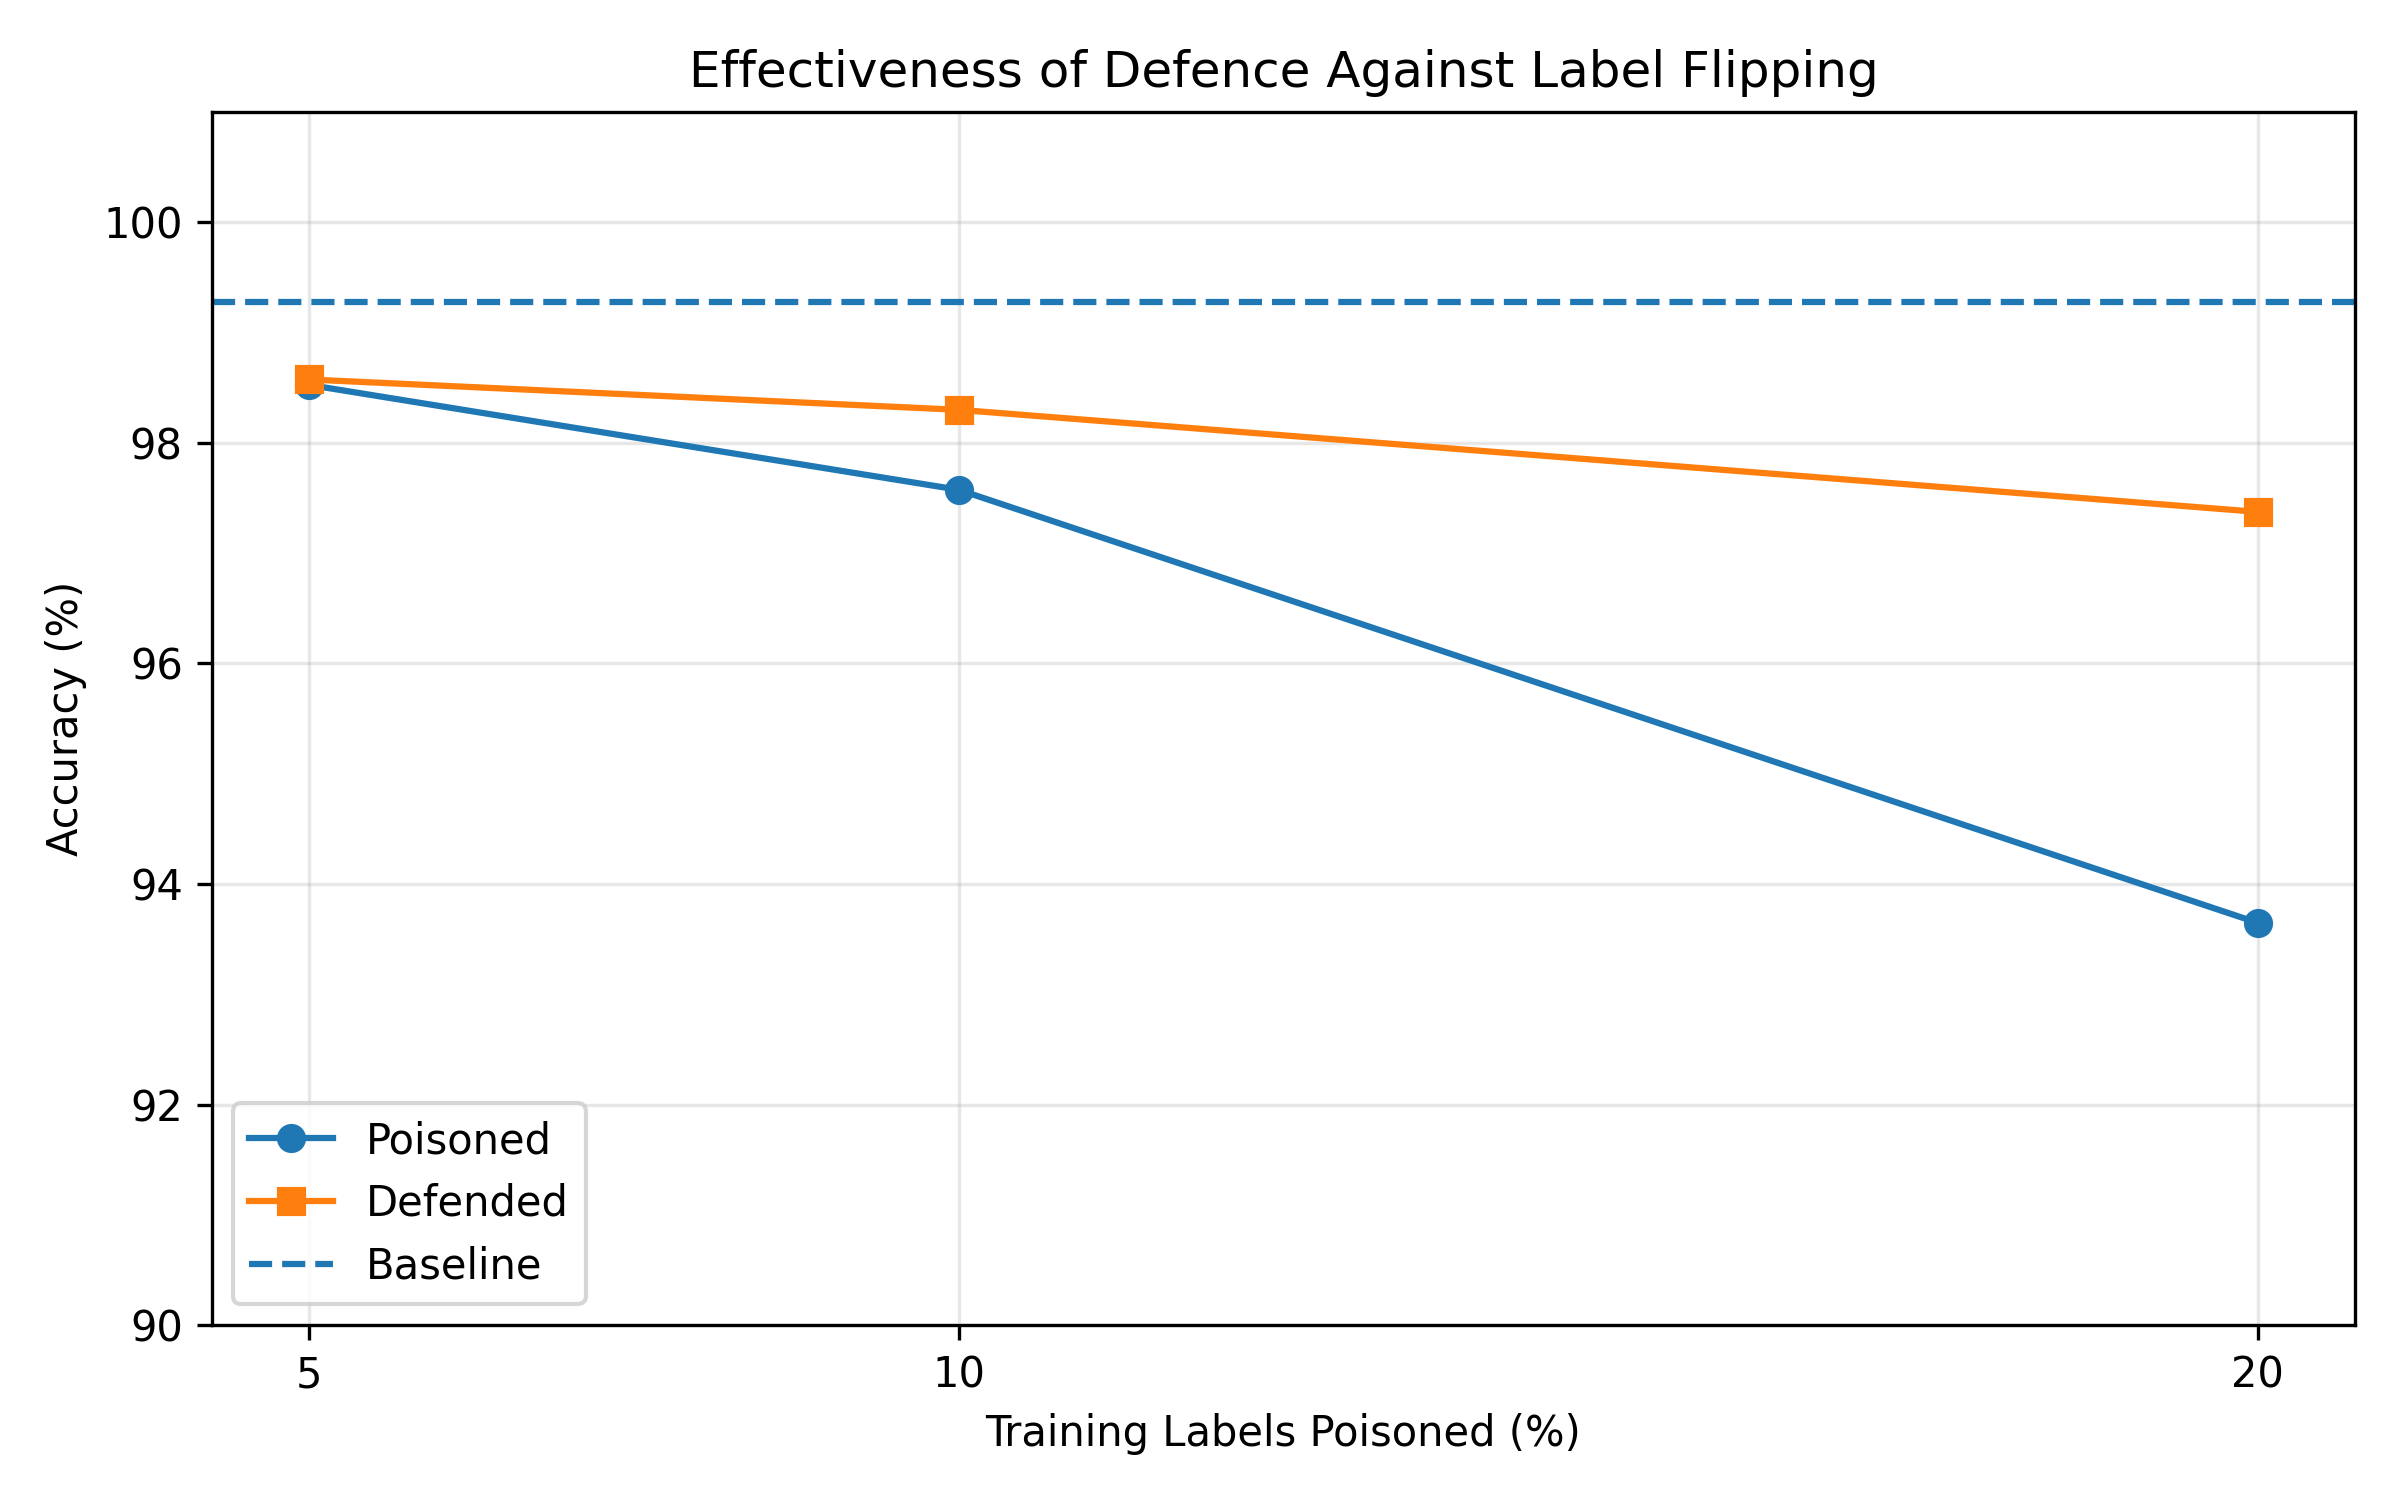 Effectiveness of Defence Against Label Flipping
Accuracy (%)
100
98
96
94
92
90
Poisoned
Defended
Baseline
5 10 20
Training Labels Poisoned (%)